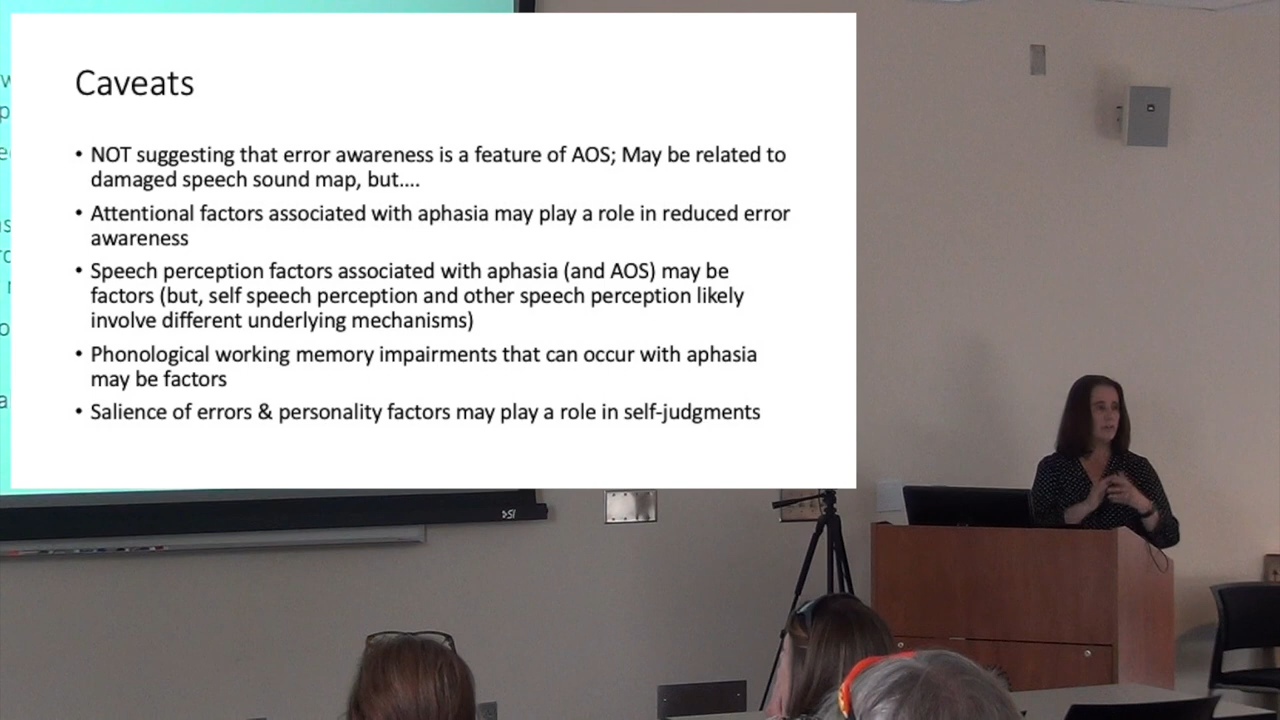 Caveats
• NOT suggesting that error awareness is a feature of AOS; May be related to
damaged speech sound map, but....
• Attentional factors associated with aphasia may play a role in reduced error
awareness
• Speech perception factors associated with aphasia (and AOS) may be
factors (but, self speech perception and other speech perception likely
involve different underlying mechanisms)
• Phonological working memory impairments that can occur with aphasia
may be factors
• Salience of errors & personality factors may play a role in self-judgments